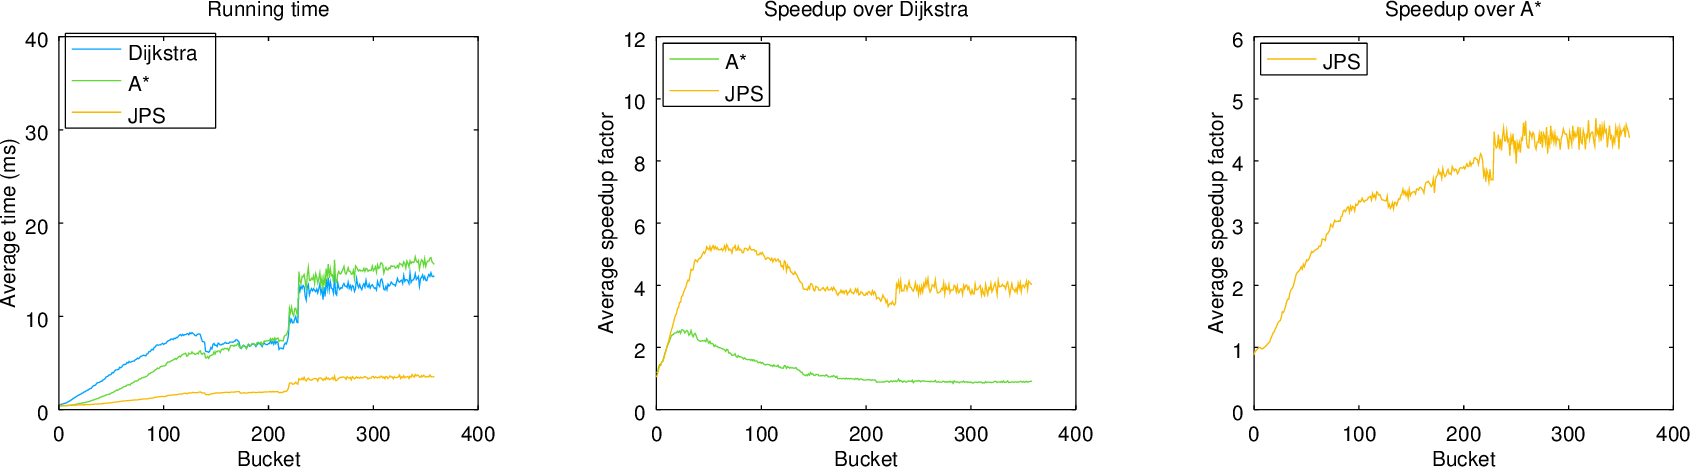 Running time
Average time (ms)
40
30
20
10
0
Dijkstra
A*
JPS
0 100 200 300 400
Bucket
Speedup over Dijkstra
Average speedup factor
12
10
8
6
4
2
0
A*
JPS
0 100 200 300 400
Bucket
Speedup over A*
Average speedup factor
6
5
4
3
2
1
0
JPS
0 100 200 300 400
Bucket